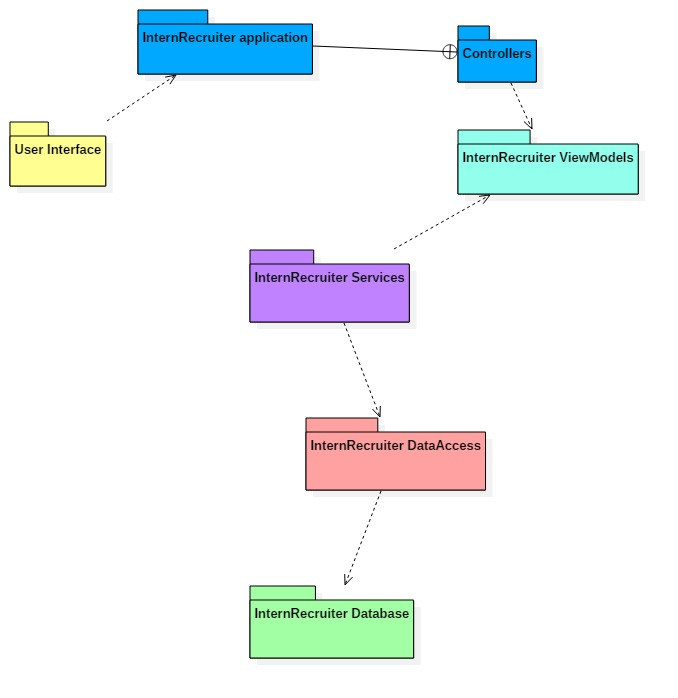 InternRecruiter application
Controllers
User Interface
InternRecruiter ViewModels
InternRecruiter Services
InternRecruiter DataAccess
InternRecruiter Database